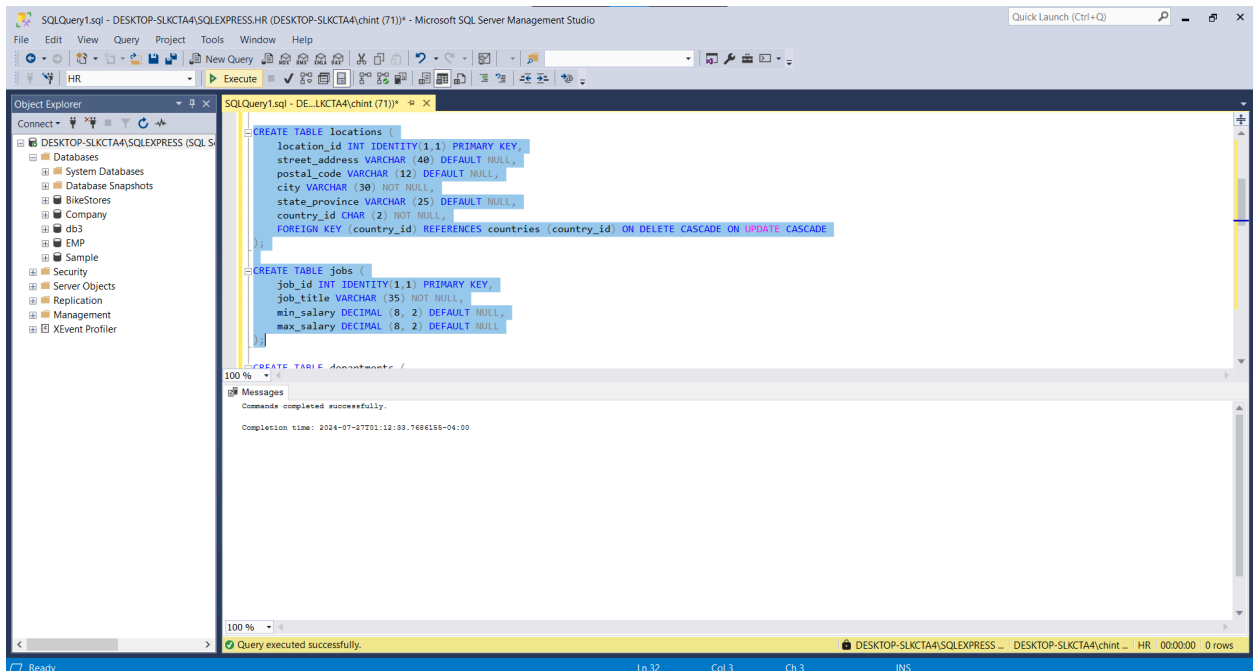 SQLQuery1.sql - DESKTOP-SLKCTA4\SQLEXPRESS.HR (DESKTOP-SLKCTA4\chint (71))* - Microsoft SQL Server Management Studio
Quick Launch (Ctrl+Q)
File Edit View Query Project Tools Window Help
New Query
HR
Execute
Object Explorer
SQLQuery1.sql - DE...LKCTA4\chint (71))*
Connect
DESKTOP-SLKCTA4\SQLEXPRESS (SQL S
Databases
System Databases
Database Snapshots
BikeStores
Company
db3
EMP
Sample
Security
Server Objects
Replication
Management
XEvent Profiler
CREATE TABLE locations (
location_id INT IDENTITY(1,1) PRIMARY KEY,
street_address VARCHAR (40) DEFAULT NULL,
postal_code VARCHAR (12) DEFAULT NULL,
city VARCHAR (30) NOT NULL,
state_province VARCHAR (25) DEFAULT NULL,
country_id CHAR (2) NOT NULL,
FOREIGN KEY (country_id) REFERENCES countries (country_id) ON DELETE CASCADE ON UPDATE CASCADE
);
CREATE TABLE jobs (
job_id INT IDENTITY(1,1) PRIMARY KEY,
job_title VARCHAR (35) NOT NULL,
min_salary DECIMAL (8, 2) DEFAULT NULL,
max_salary DECIMAL (8, 2) DEFAULT NULL
);
CREATE TABLE departments (
100 %
Messages
Commands completed successfully.
Completion time: 2024-07-27T01:12:33.7686155-04:00
100 %
Query executed successfully.
DESKTOP-SLKCTA4\SQLEXPRESS ... DESKTOP-SLKCTA4\chint ... HR 00:00:00 0 rows
Ready Ln 32 Col 3 Ch 3 INS